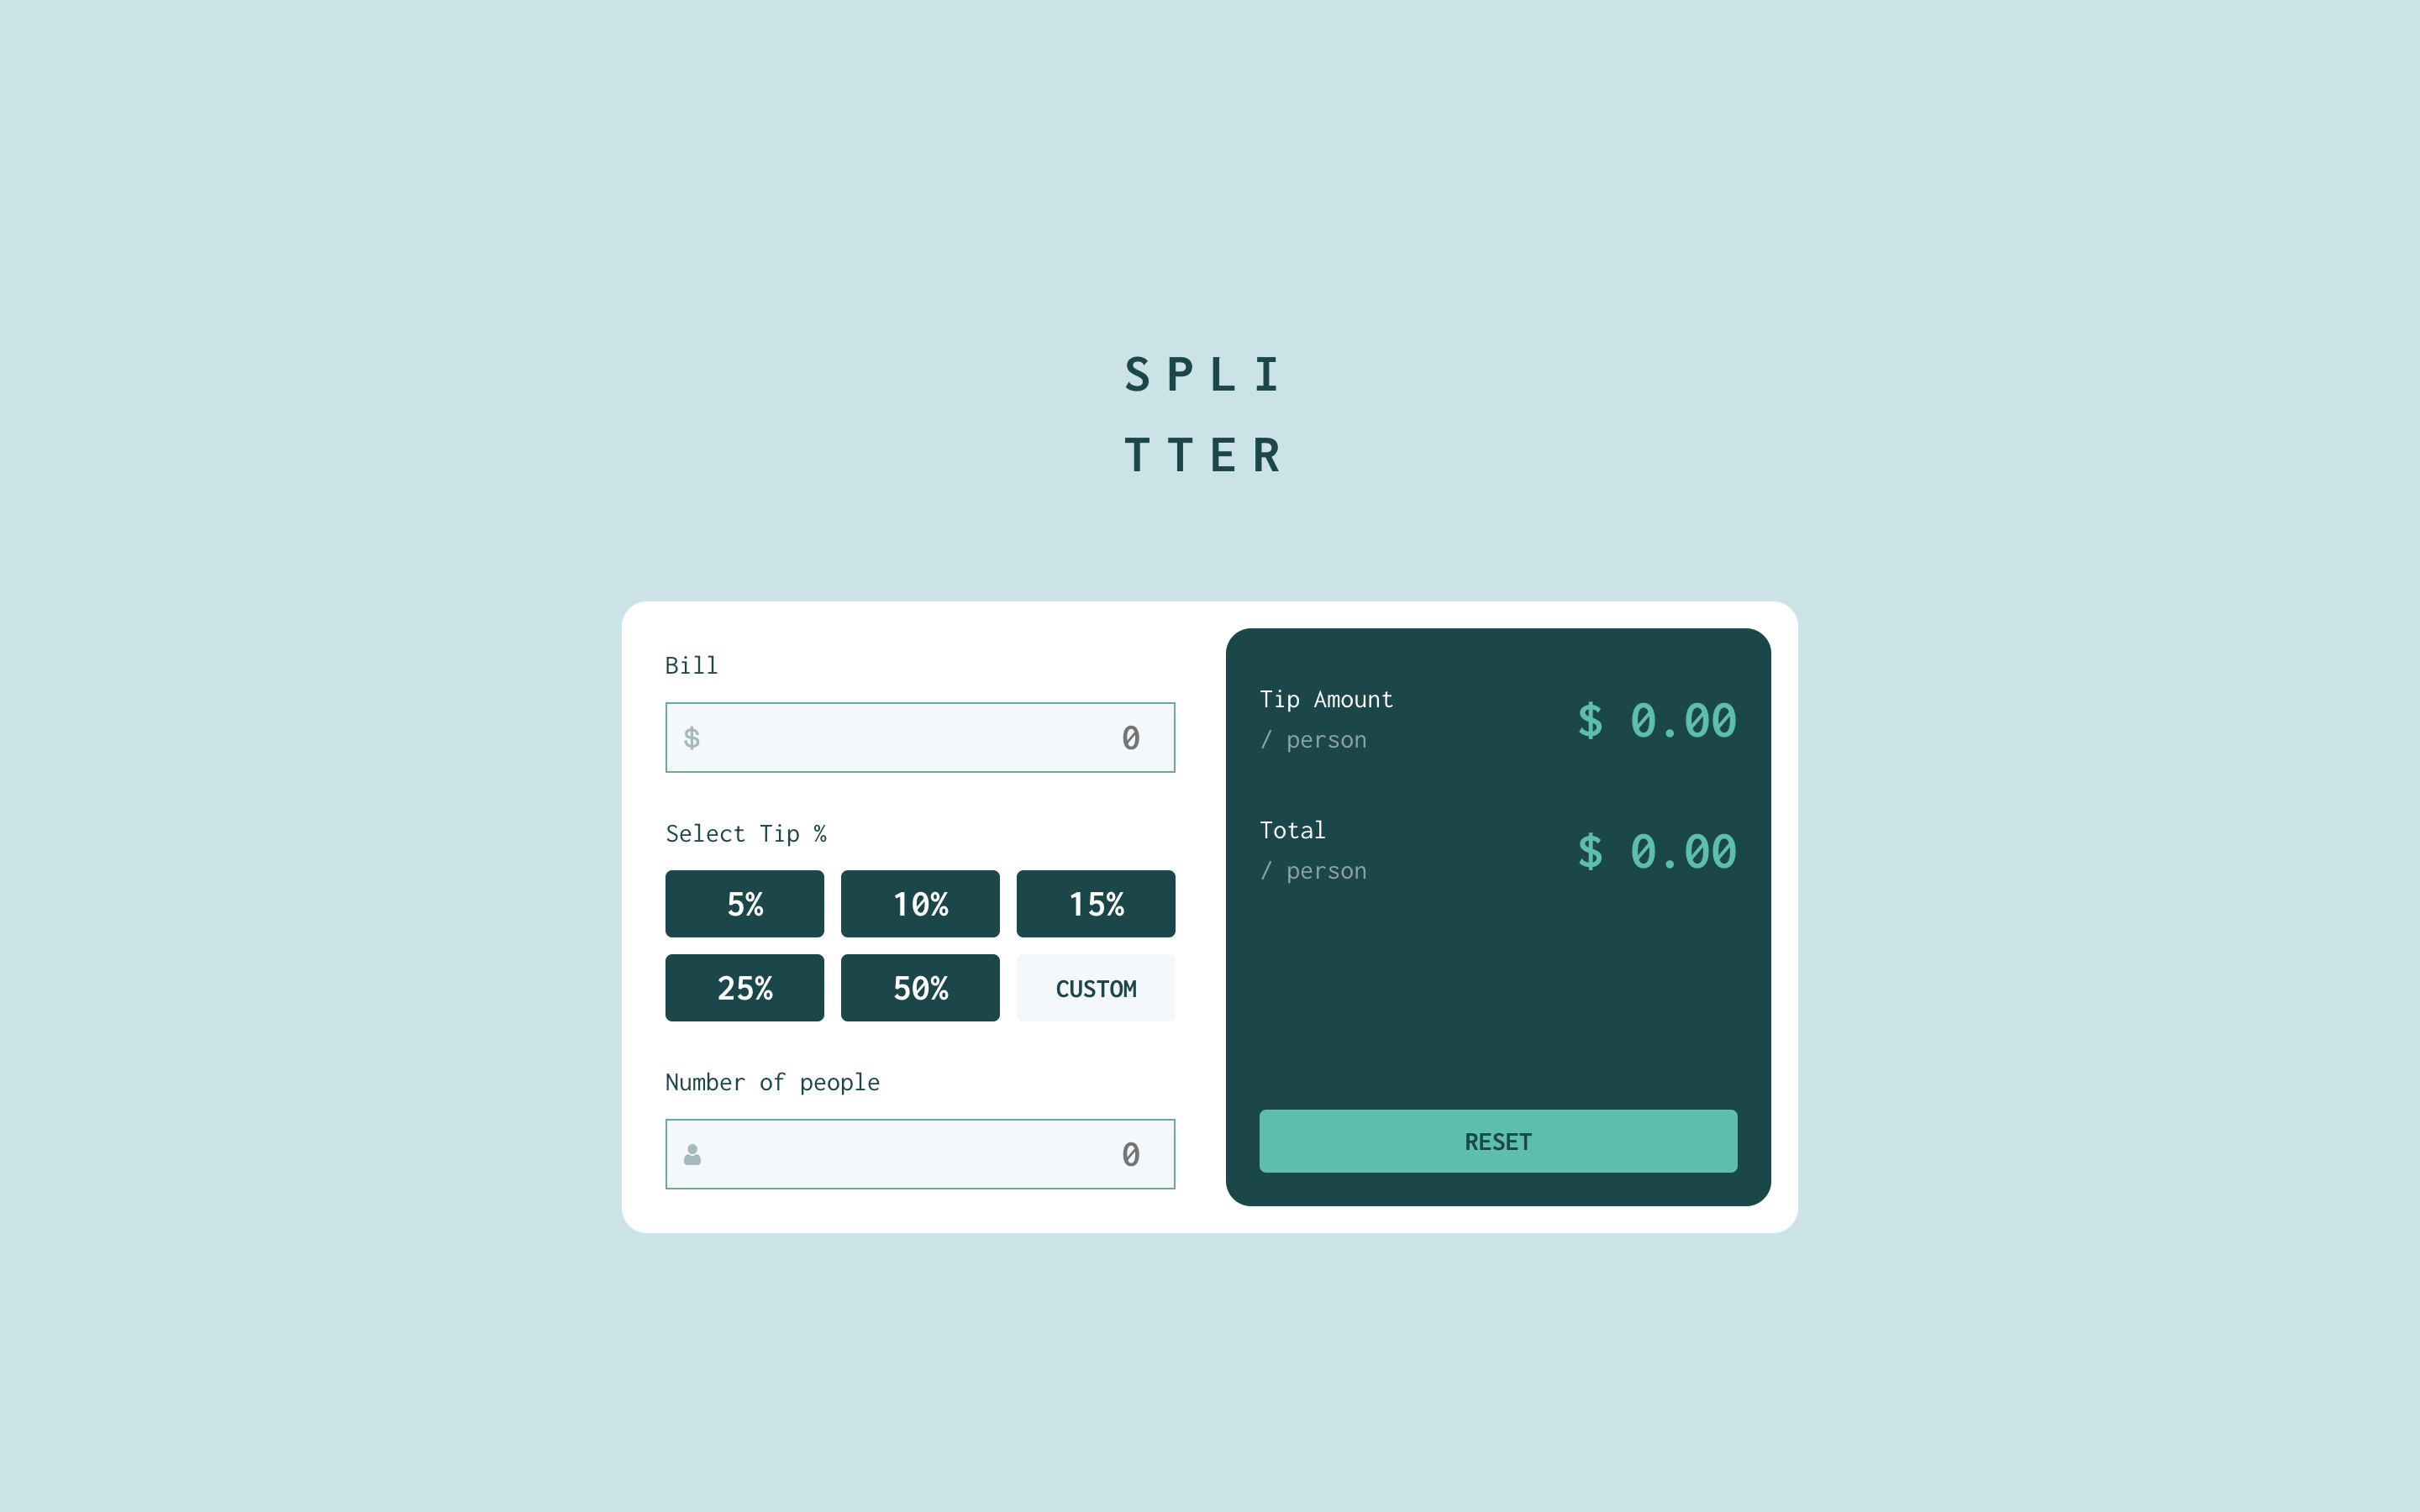 SPLI
TTER
Bill
$ 0
Select Tip %
5% 10% 15%
25% 50% CUSTOM
Number of people
0
Tip Amount
/ person
$ 0.00
Total
/ person
$ 0.00
RESET